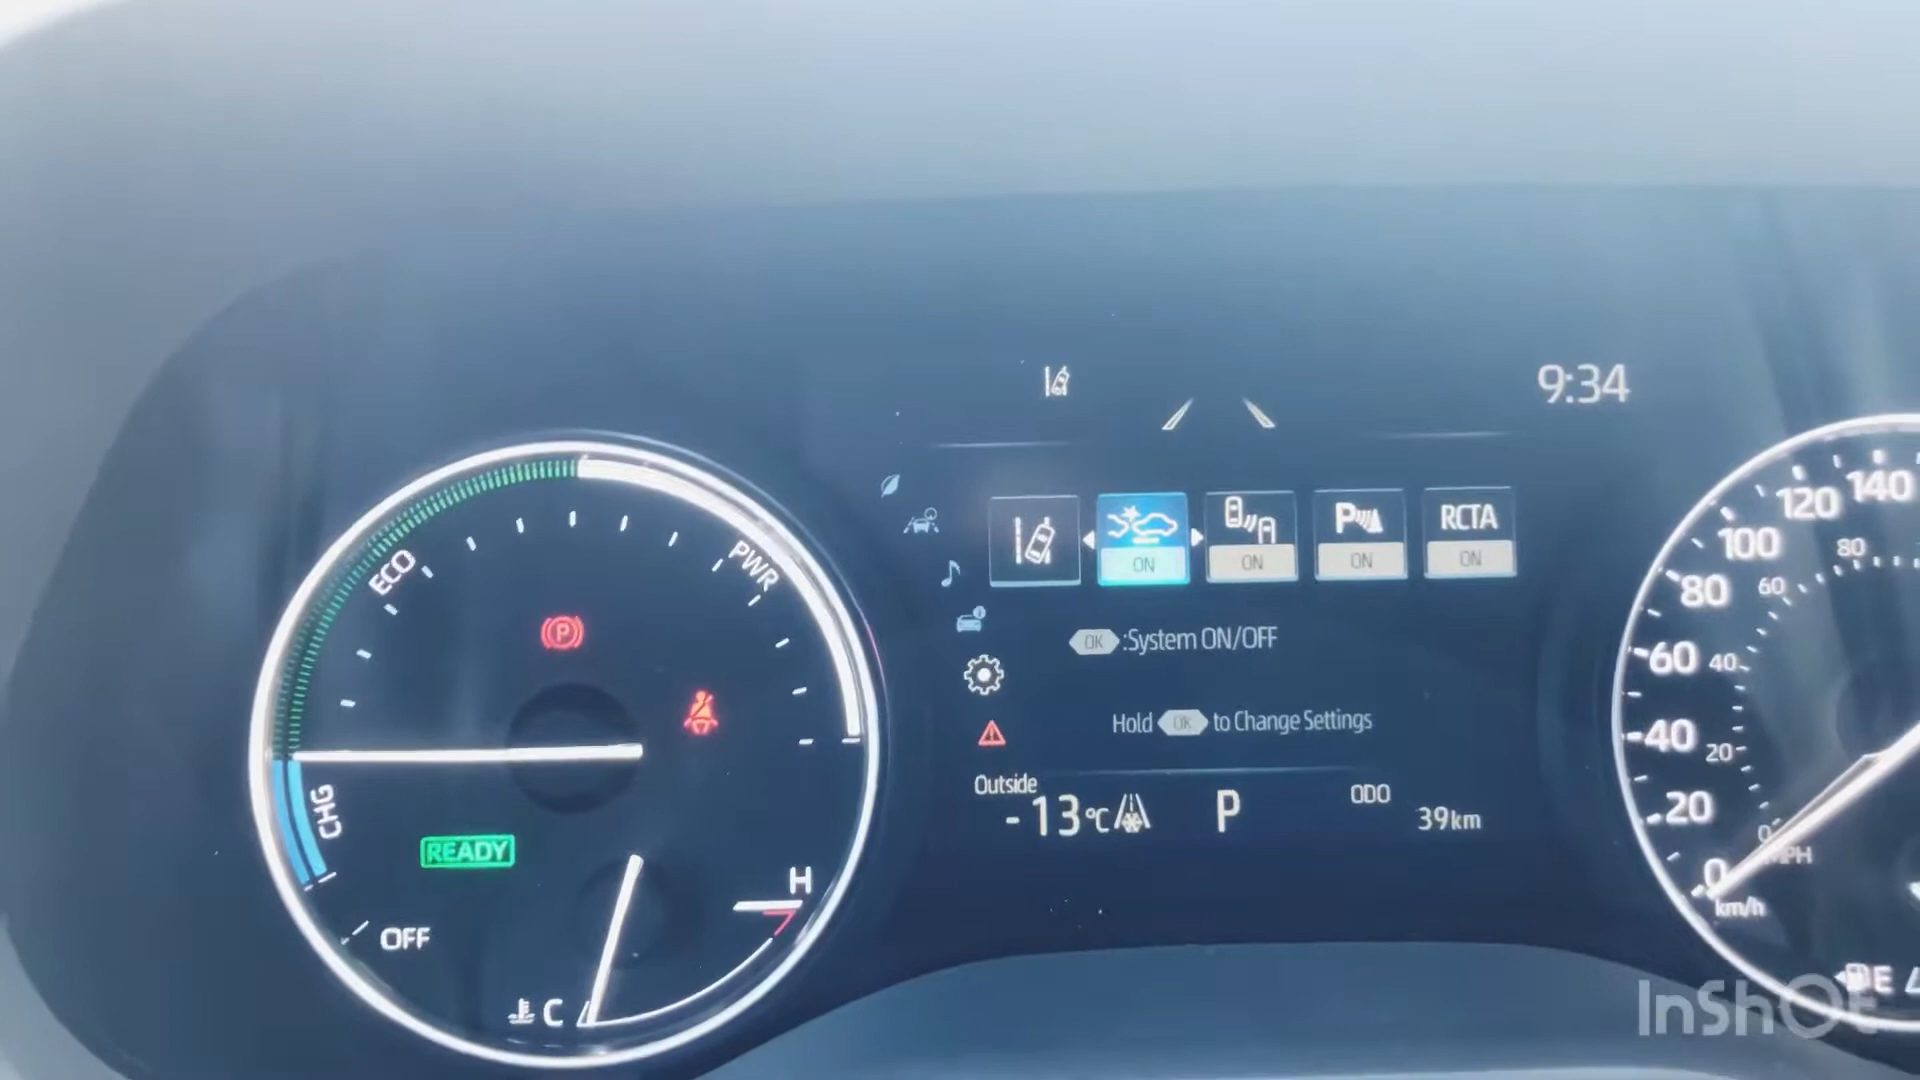 9:34
ECO
PWR
P
CHG
READY
OFF
H
C
ON
ON
P
ON
RCTA
ON
OK :System ON/OFF
Hold OK to Change Settings
Outside
-13°C
P
ODO
39km
140
120
100
80
60
40
20
0
km/h
80
60
40
20
0
MPH
E
InShOt